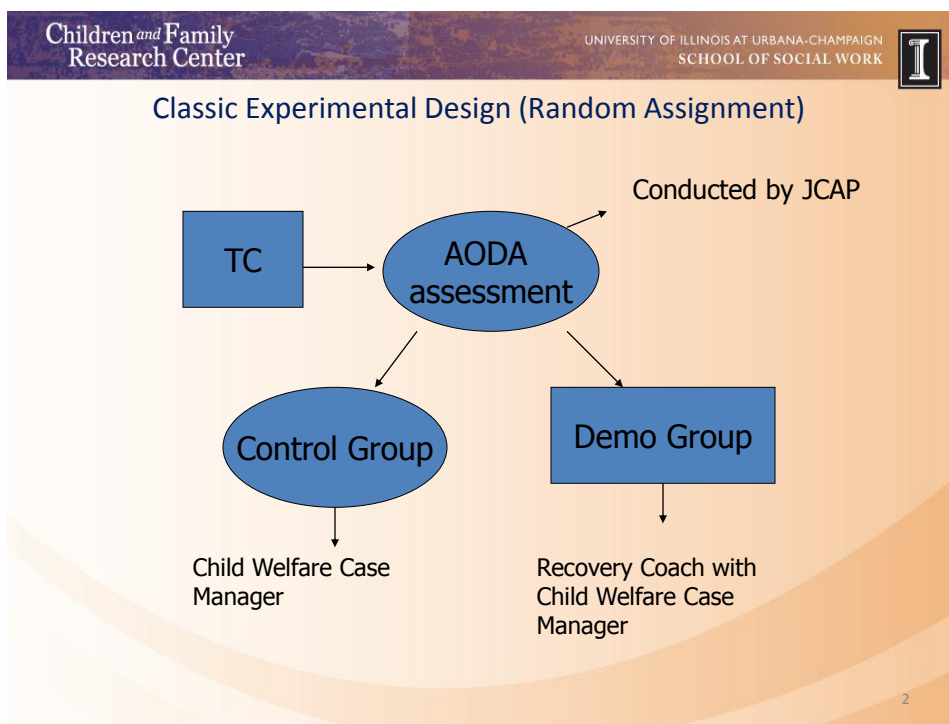 Children and Family
Research Center
UNIVERSITY OF ILLINOIS AT URBANA-CHAMPAIGN
SCHOOL OF SOCIAL WORK
I
Classic Experimental Design (Random Assignment)
Conducted by JCAP
TC
AODA
assessment
Control Group
Demo Group
Child Welfare Case
Manager
Recovery Coach with
Child Welfare Case
Manager
2